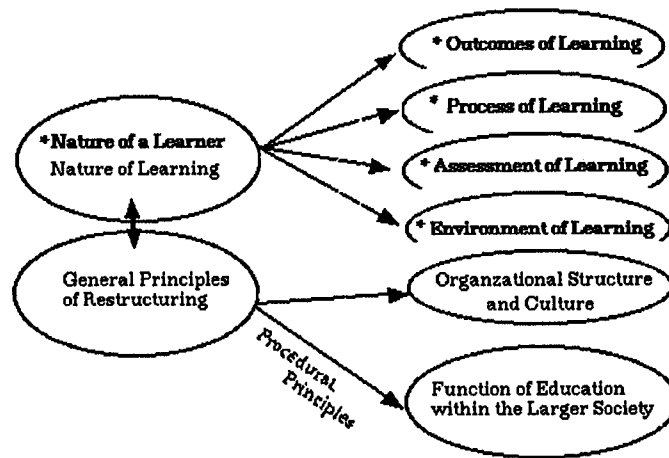 * Outcomes of Learning
* Process of Learning
* Nature of a Learner
Nature of Learning
* Assessment of Learning
* Environment of Learning
General Principles
of Restructuring
Organzational Structure
and Culture
Procedural
Principles
Function of Education
within the Larger Society